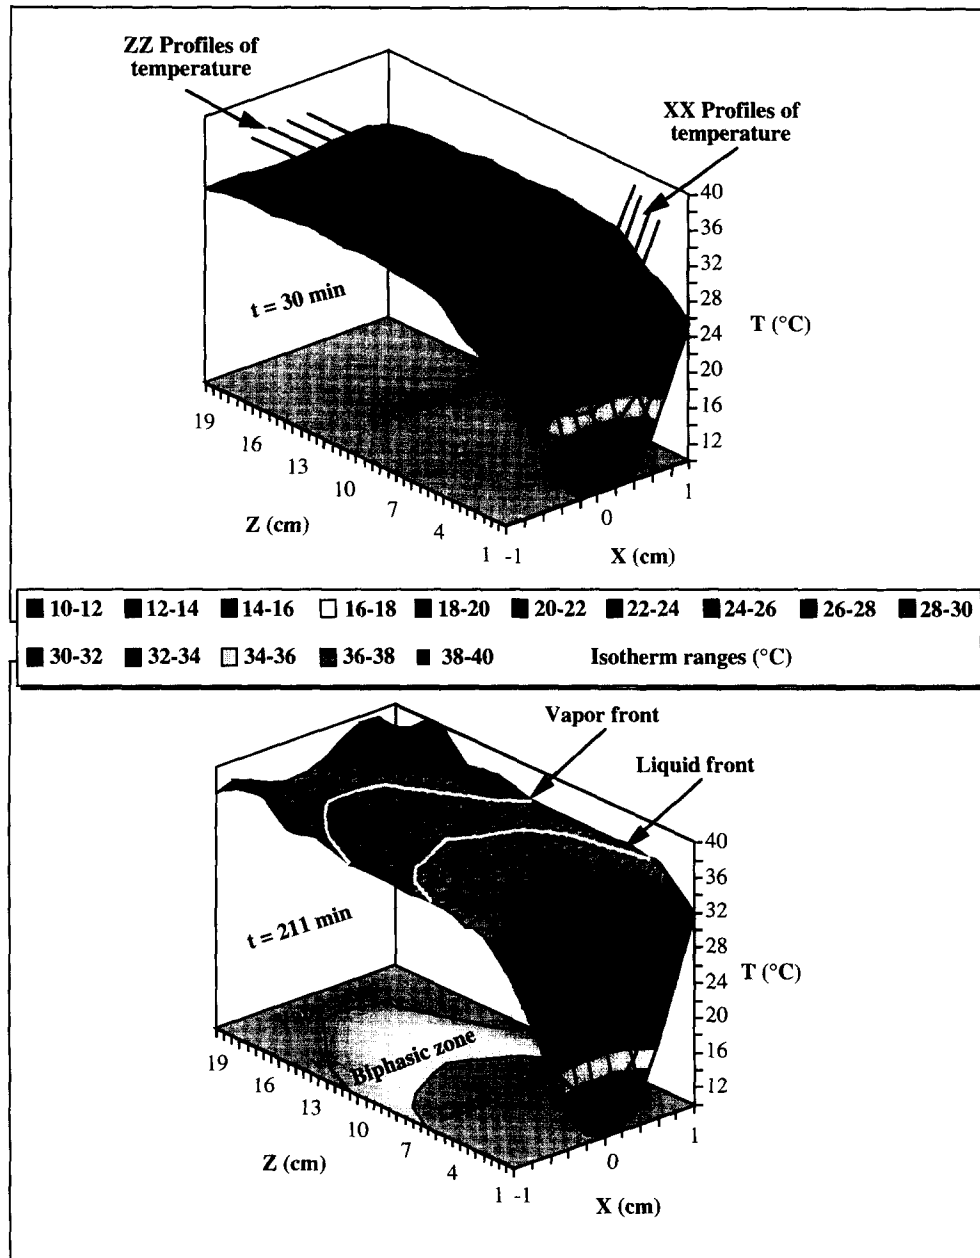 ZZ Profiles of
temperature
XX Profiles of
temperature
40
36
32
28
24
20
16
12
T (°C)
t = 30 min
19
16
13
10
7
4
1
-1
0
1
Z (cm)
X (cm)
10-12 12-14 14-16 16-18 18-20 20-22 22-24 24-26 26-28 28-30
30-32 32-34 34-36 36-38 38-40 Isotherm ranges (°C)
Vapor front
Liquid front
40
36
32
28
24
20
16
12
T (°C)
t = 211 min
Biphasic zone
19
16
13
10
7
4
1
-1
0
1
Z (cm)
X (cm)